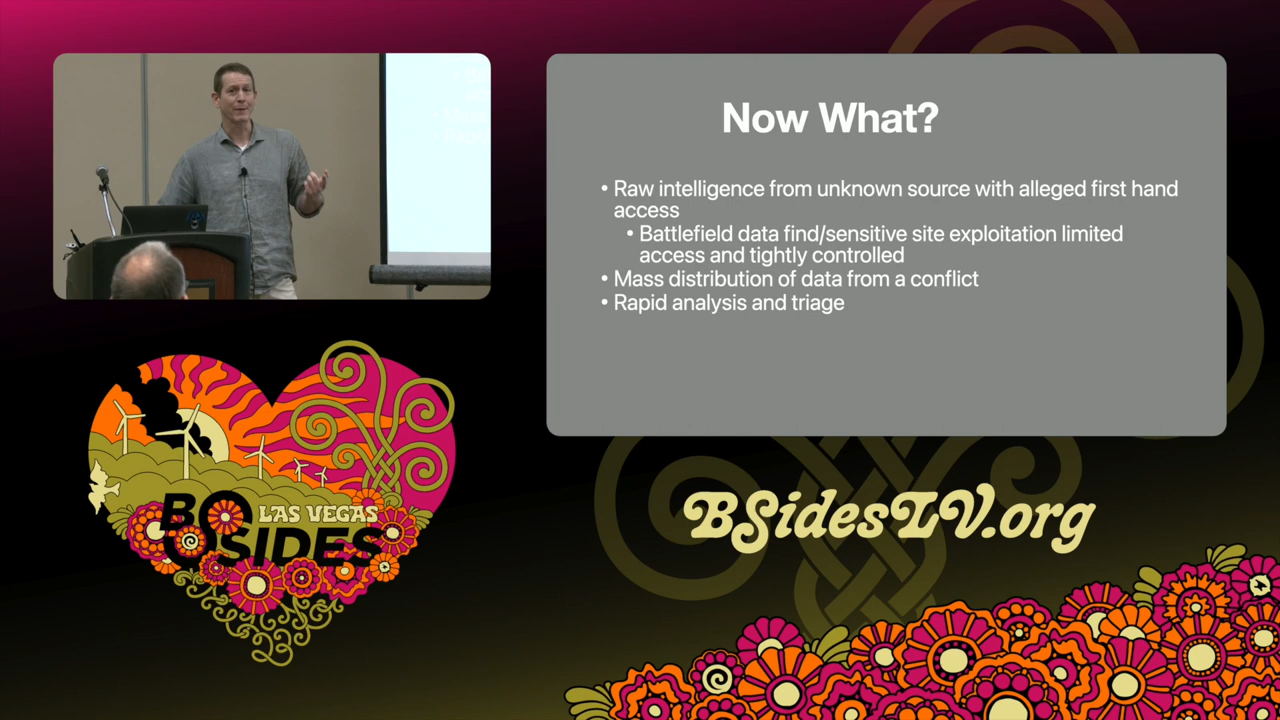 Now What?
• Raw intelligence from unknown source with alleged first hand
access
• Battlefield data find/sensitive site exploitation limited
access and tightly controlled
• Mass distribution of data from a conflict
• Rapid analysis and triage
LAS VEGAS
BSIDES
BSidesLV.org